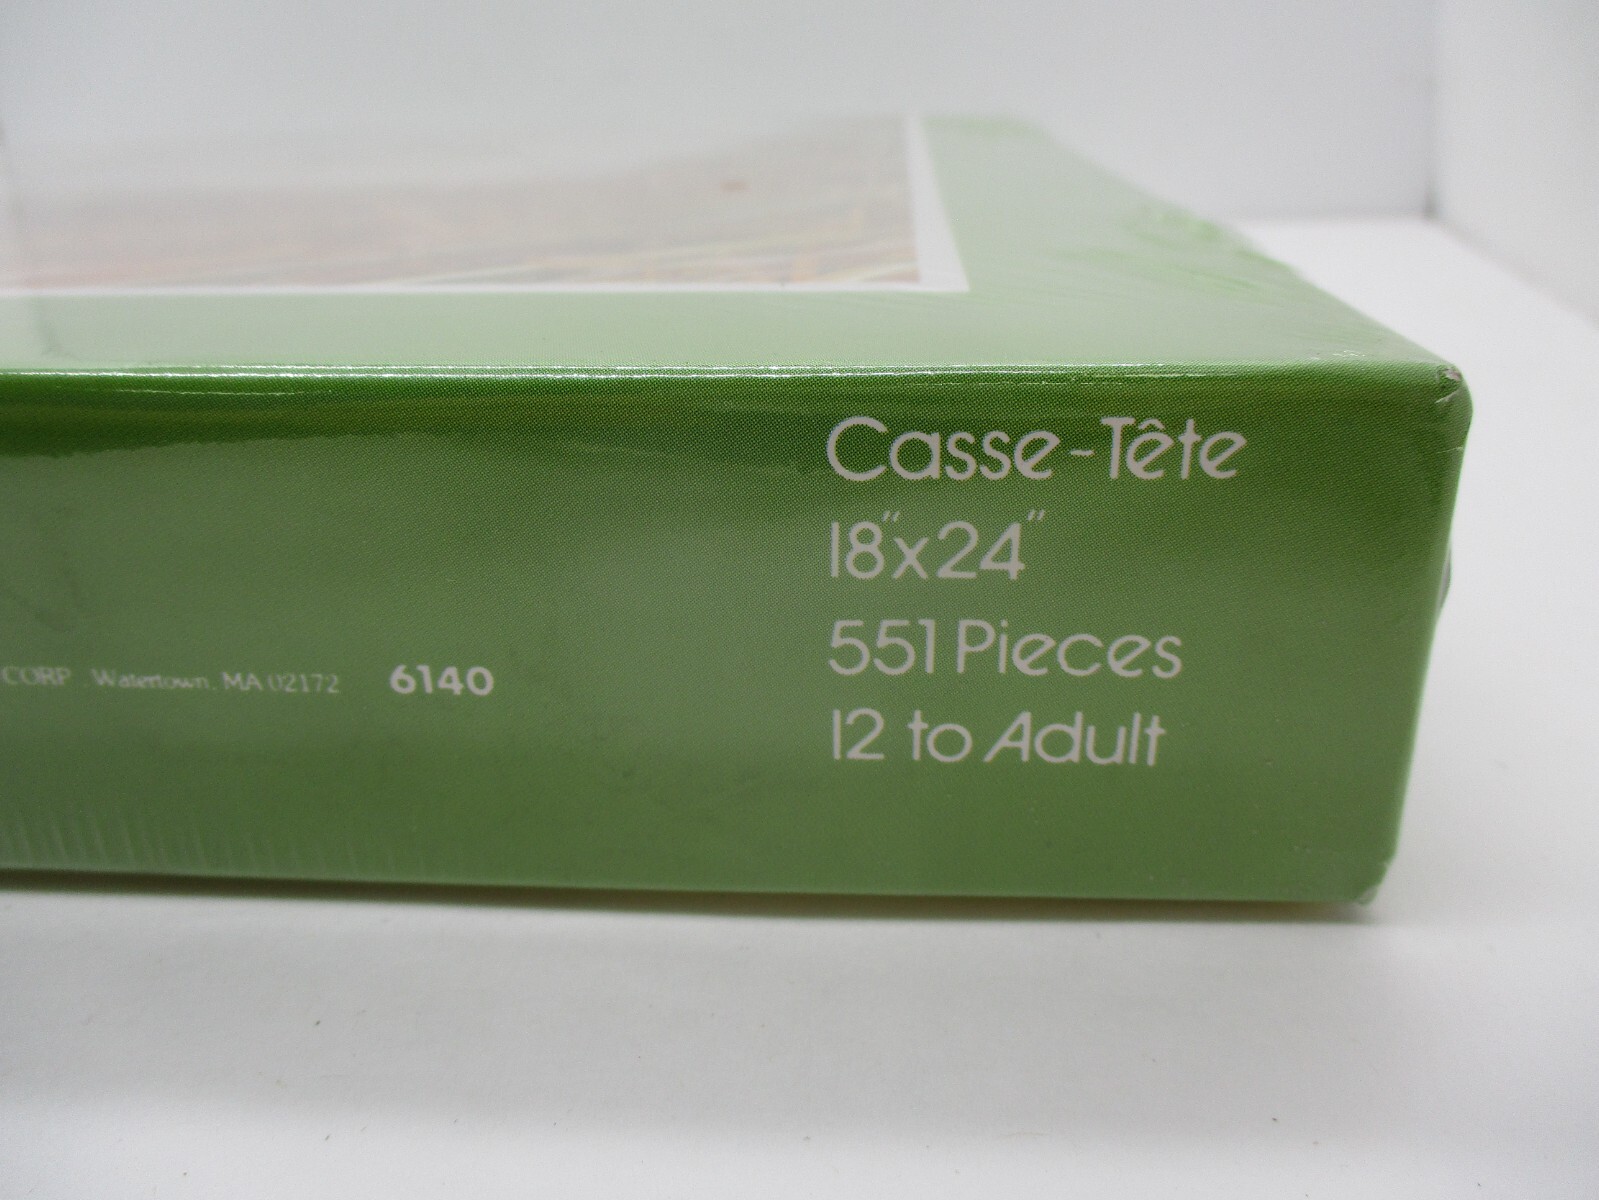 Casse-Tête
18"x24"
551 Pieces
12 to Adult
CORP. Watertown, MA 02172 6140